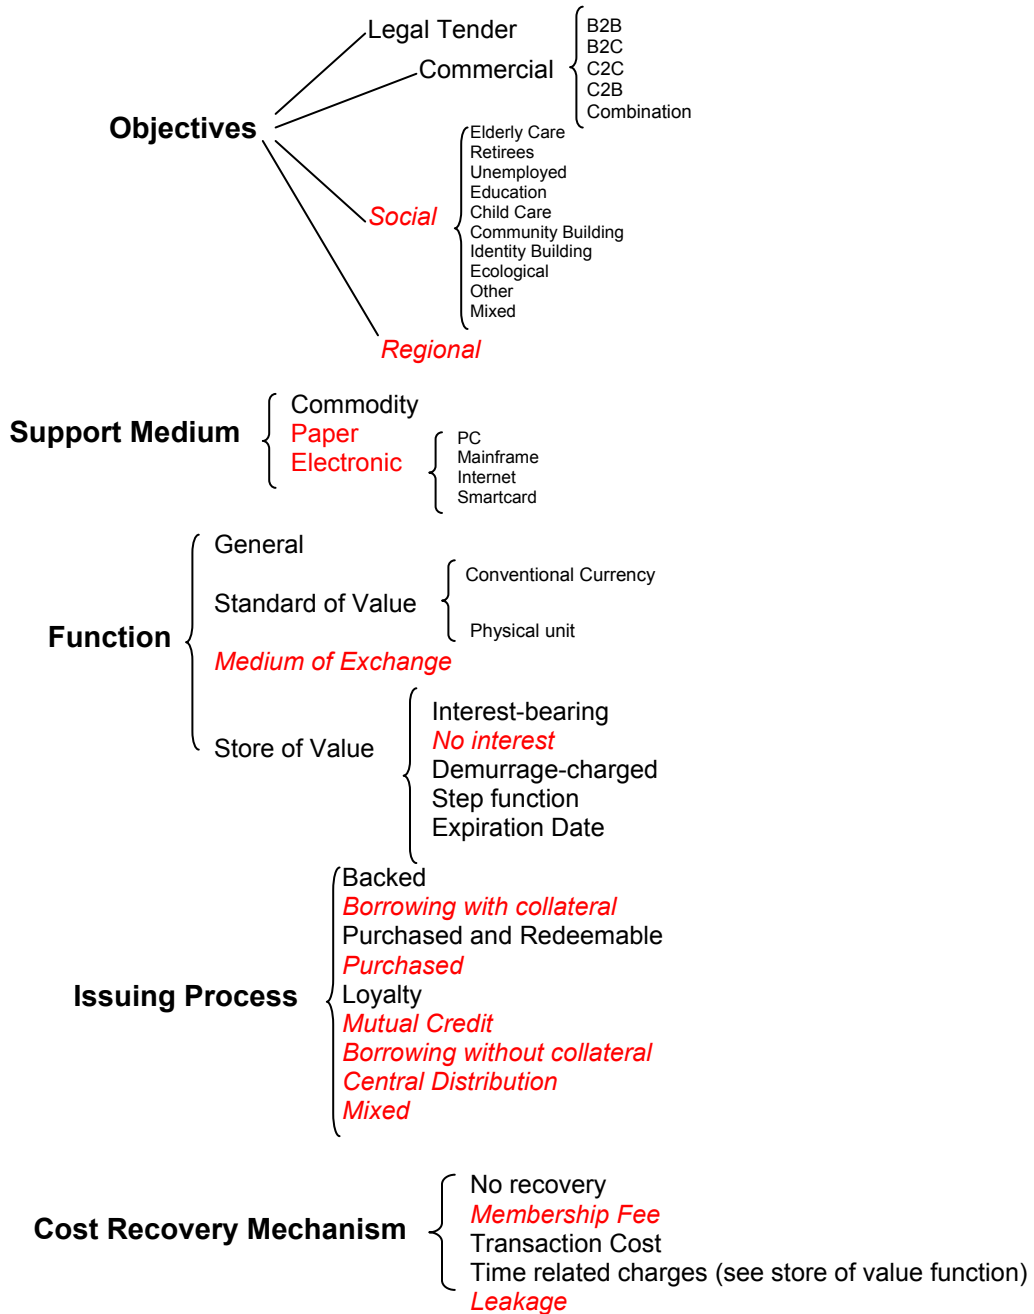 Legal Tender
Commercial
B2B
B2C
C2C
C2B
Combination
Objectives
Social
Elderly Care
Retirees
Unemployed
Education
Child Care
Community Building
Identity Building
Ecological
Other
Mixed
Regional
Support Medium
Commodity
Paper
Electronic
PC
Mainframe
Internet
Smartcard
Function
General
Standard of Value
Conventional Currency
Physical unit
Medium of Exchange
Store of Value
Interest-bearing
No interest
Demurrage-charged
Step function
Expiration Date
Issuing Process
Backed
Borrowing with collateral
Purchased and Redeemable
Purchased
Loyalty
Mutual Credit
Borrowing without collateral
Central Distribution
Mixed
Cost Recovery Mechanism
No recovery
Membership Fee
Transaction Cost
Time related charges (see store of value function)
Leakage